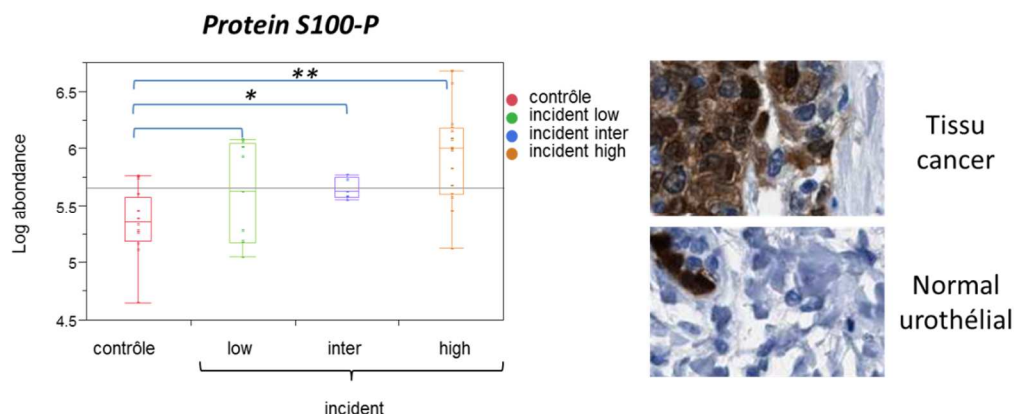 Protein S100-P
**
*
6.5
6
5.5
5
4.5
Log abondance
contrôle
incident low
incident inter
incident high
contrôle
low
inter
high
incident
Tissu
cancer
Normal
urothélial